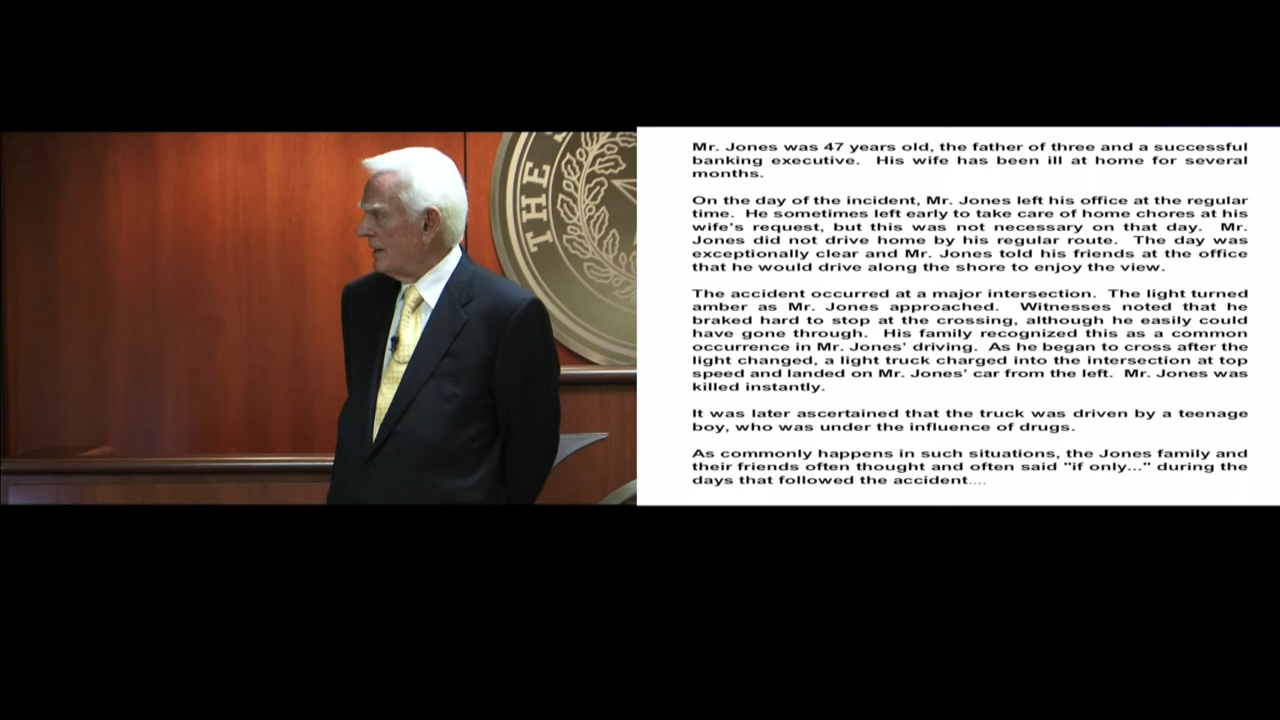 THE
Mr. Jones was 47 years old, the father of three and a successful
banking executive. His wife has been ill at home for several
months.
On the day of the incident, Mr. Jones left his office at the regular
time. He sometimes left early to take care of home chores at his
wife's request, but this was not necessary on that day. Mr.
Jones did not drive home by his regular route. The day was
exceptionally clear and Mr. Jones told his friends at the office
that he would drive along the shore to enjoy the view.
The accident occurred at a major intersection. The light turned
amber as Mr. Jones approached. Witnesses noted that he
braked hard to stop at the crossing, although he easily could
have gone through. His family recognized this as a common
occurrence in Mr. Jones' driving. As he began to cross after the
light changed, a light truck charged into the intersection at top
speed and landed on Mr. Jones' car from the left. Mr. Jones was
killed instantly.
It was later ascertained that the truck was driven by a teenage
boy, who was under the influence of drugs.
As commonly happens in such situations, the Jones family and
their friends often thought and often said "if only..." during the
days that followed the accident....